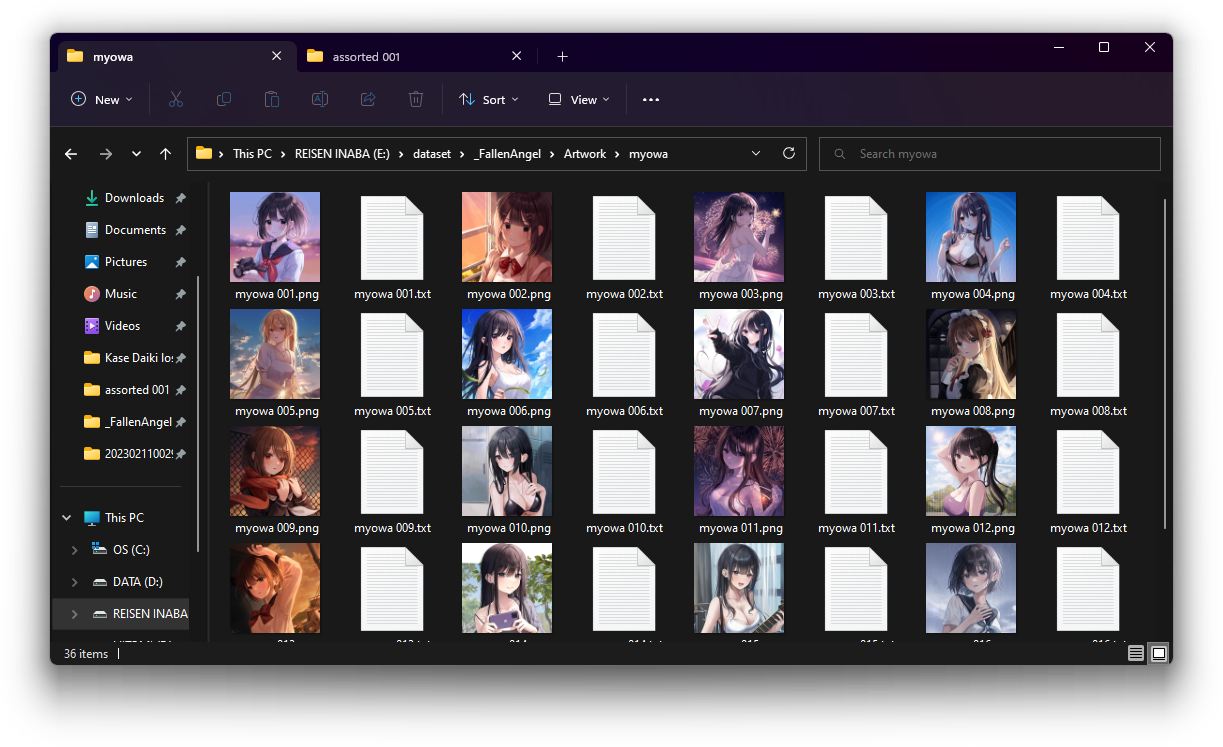 myowa
assorted 001
New
Sort
View
This PC
REISEN INABA (E:)
dataset
_FallenAngel
Artwork
myowa
Search myowa
Downloads
Documents
Pictures
Music
Videos
Kase Daiki los
assorted 001
_FallenAngel
This PC
OS (C:)
DATA (D:)
REISEN INABA
myowa 001.png
myowa 001.txt
myowa 002.png
myowa 002.txt
myowa 003.png
myowa 003.txt
myowa 004.png
myowa 004.txt
myowa 005.png
myowa 005.txt
myowa 006.png
myowa 006.txt
myowa 007.png
myowa 007.txt
myowa 008.png
myowa 008.txt
myowa 009.png
myowa 009.txt
myowa 010.png
myowa 010.txt
myowa 011.png
myowa 011.txt
myowa 012.png
myowa 012.txt
36 items